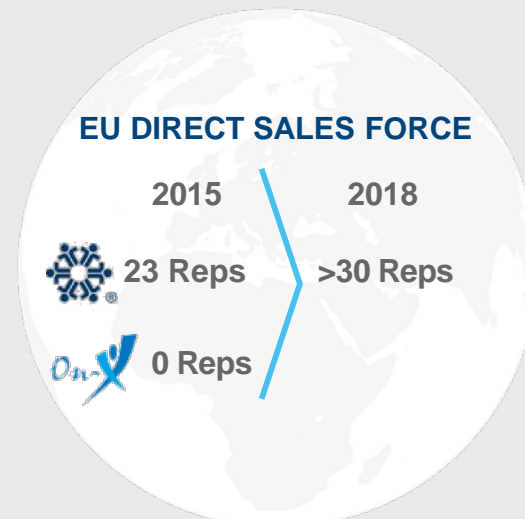 EU DIRECT SALES FORCE
2015 2018
® 23 Reps >30 Reps
On-X 0 Reps